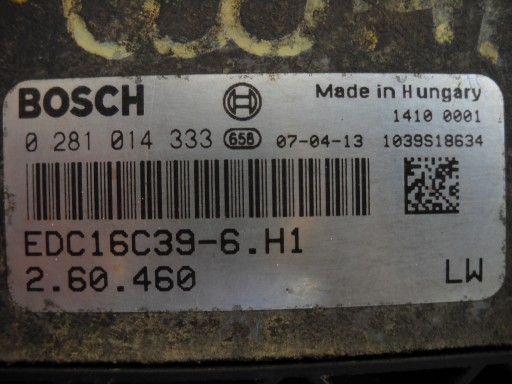 BOSCH
Made in Hungary
1410 0001
0 281 014 333 658 07-04-13 1039S18634
EDC16C39-6.H1
2.60.460 LW